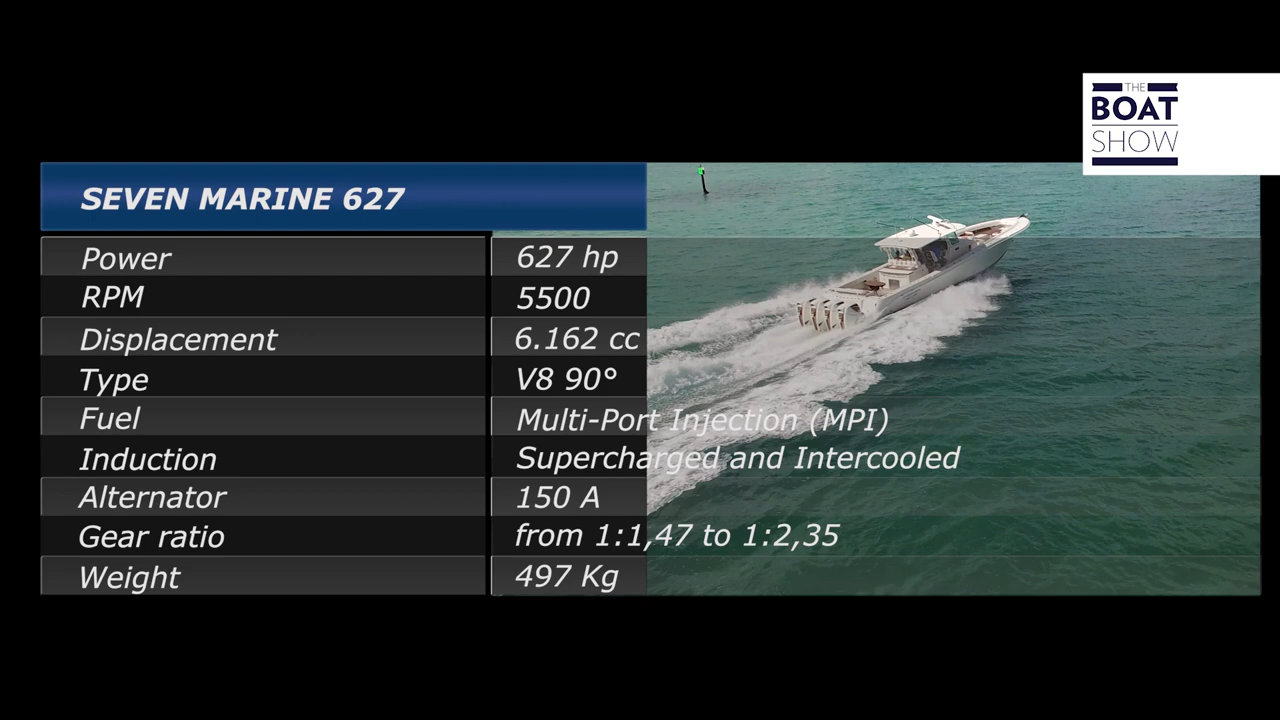 THE
BOAT
SHOW
SEVEN MARINE 627
Power 627 hp
RPM 5500
Displacement 6.162 cc
Type V8 90°
Fuel Multi-Port Injection (MPI)
Induction Supercharged and Intercooled
Alternator 150 A
Gear ratio from 1:1,47 to 1:2,35
Weight 497 Kg